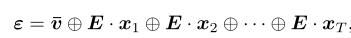 𝜺 = v̄ ⊕ E · x₁ ⊕ E · x₂ ⊕ ⋯ ⊕ E · x_T,